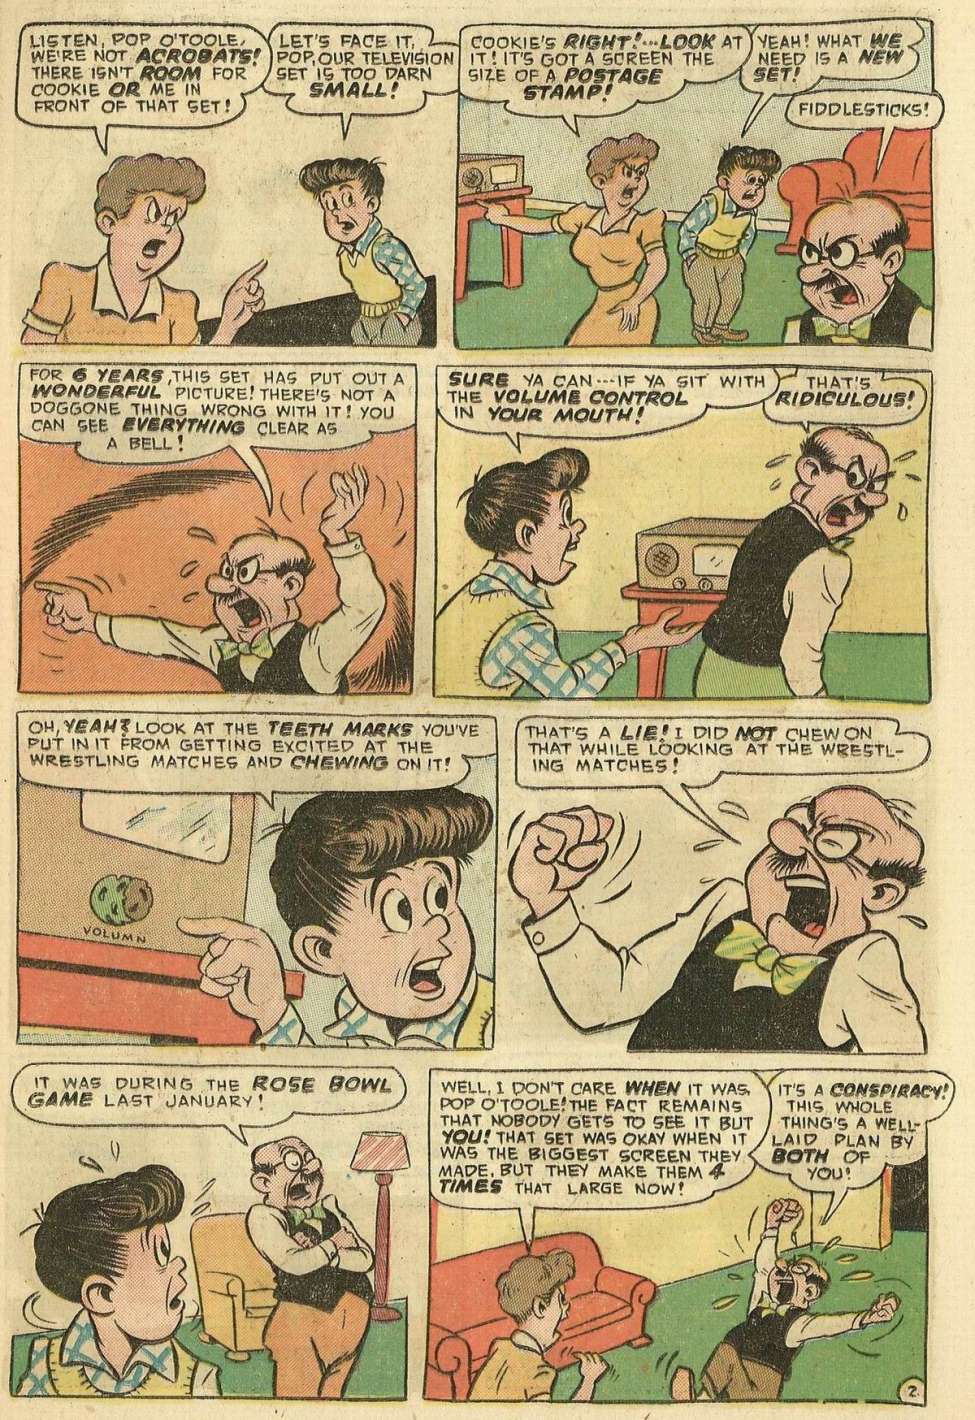 LISTEN, POP O'TOOLE,
WE'RE NOT ACROBATS!
THERE ISN'T ROOM FOR
COOKIE OR ME IN
FRONT OF THAT SET!
LET'S FACE IT,
POP, OUR TELEVISION
SET IS TOO DARN
SMALL!
COOKIE'S RIGHT!...LOOK AT
IT! IT'S GOT A SCREEN THE
SIZE OF A POSTAGE
STAMP!
YEAH! WHAT WE
NEED IS A NEW
SET!
FIDDLESTICKS!
FOR 6 YEARS, THIS SET HAS PUT OUT A
WONDERFUL PICTURE! THERE'S NOT A
DOGGONE THING WRONG WITH IT! YOU
CAN SEE EVERYTHING CLEAR AS
A BELL!
SURE YA CAN...IF YA SIT WITH
THE VOLUME CONTROL
IN YOUR MOUTH!
THAT'S
RIDICULOUS!
OH, YEAH? LOOK AT THE TEETH MARKS YOU'VE
PUT IN IT FROM GETTING EXCITED AT THE
WRESTLING MATCHES AND CHEWING ON IT!
VOLUMN
THAT'S A LIE! I DID NOT CHEW ON
THAT WHILE LOOKING AT THE WRESTL-
ING MATCHES!
IT WAS DURING THE ROSE BOWL
GAME LAST JANUARY!
WELL, I DON'T CARE WHEN IT WAS,
POP O'TOOLE! THE FACT REMAINS
THAT NOBODY GETS TO SEE IT BUT
YOU! THAT SET WAS OKAY WHEN IT
WAS THE BIGGEST SCREEN THEY
MADE, BUT THEY MAKE THEM 4
TIMES THAT LARGE NOW!
IT'S A CONSPIRACY!
THIS WHOLE
THING'S A WELL-
LAID PLAN BY
BOTH OF
YOU!
2